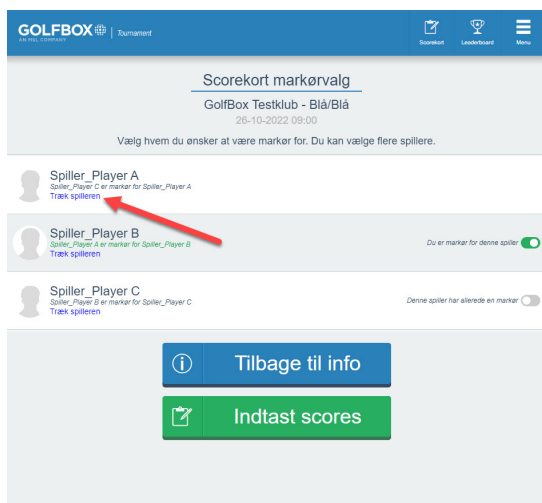 GOLFBOX | Tournament
AN MSL COMPANY
Scorekort
Leaderboard
Menu
Scorekort markørvalg
GolfBox Testklub - Blå/Blå
26-10-2022 09:00
Vælg hvem du ønsker at være markør for. Du kan vælge flere spillere.
Spiller_Player A
Spiller_Player C er markør for Spiller_Player A
Træk spilleren
Spiller_Player B
Spiller_Player A er markør for Spiller_Player B
Træk spilleren
Du er markør for denne spiller
Spiller_Player C
Spiller_Player B er markør for Spiller_Player C
Træk spilleren
Denne spiller har allerede en markør
Tilbage til info
Indtast scores